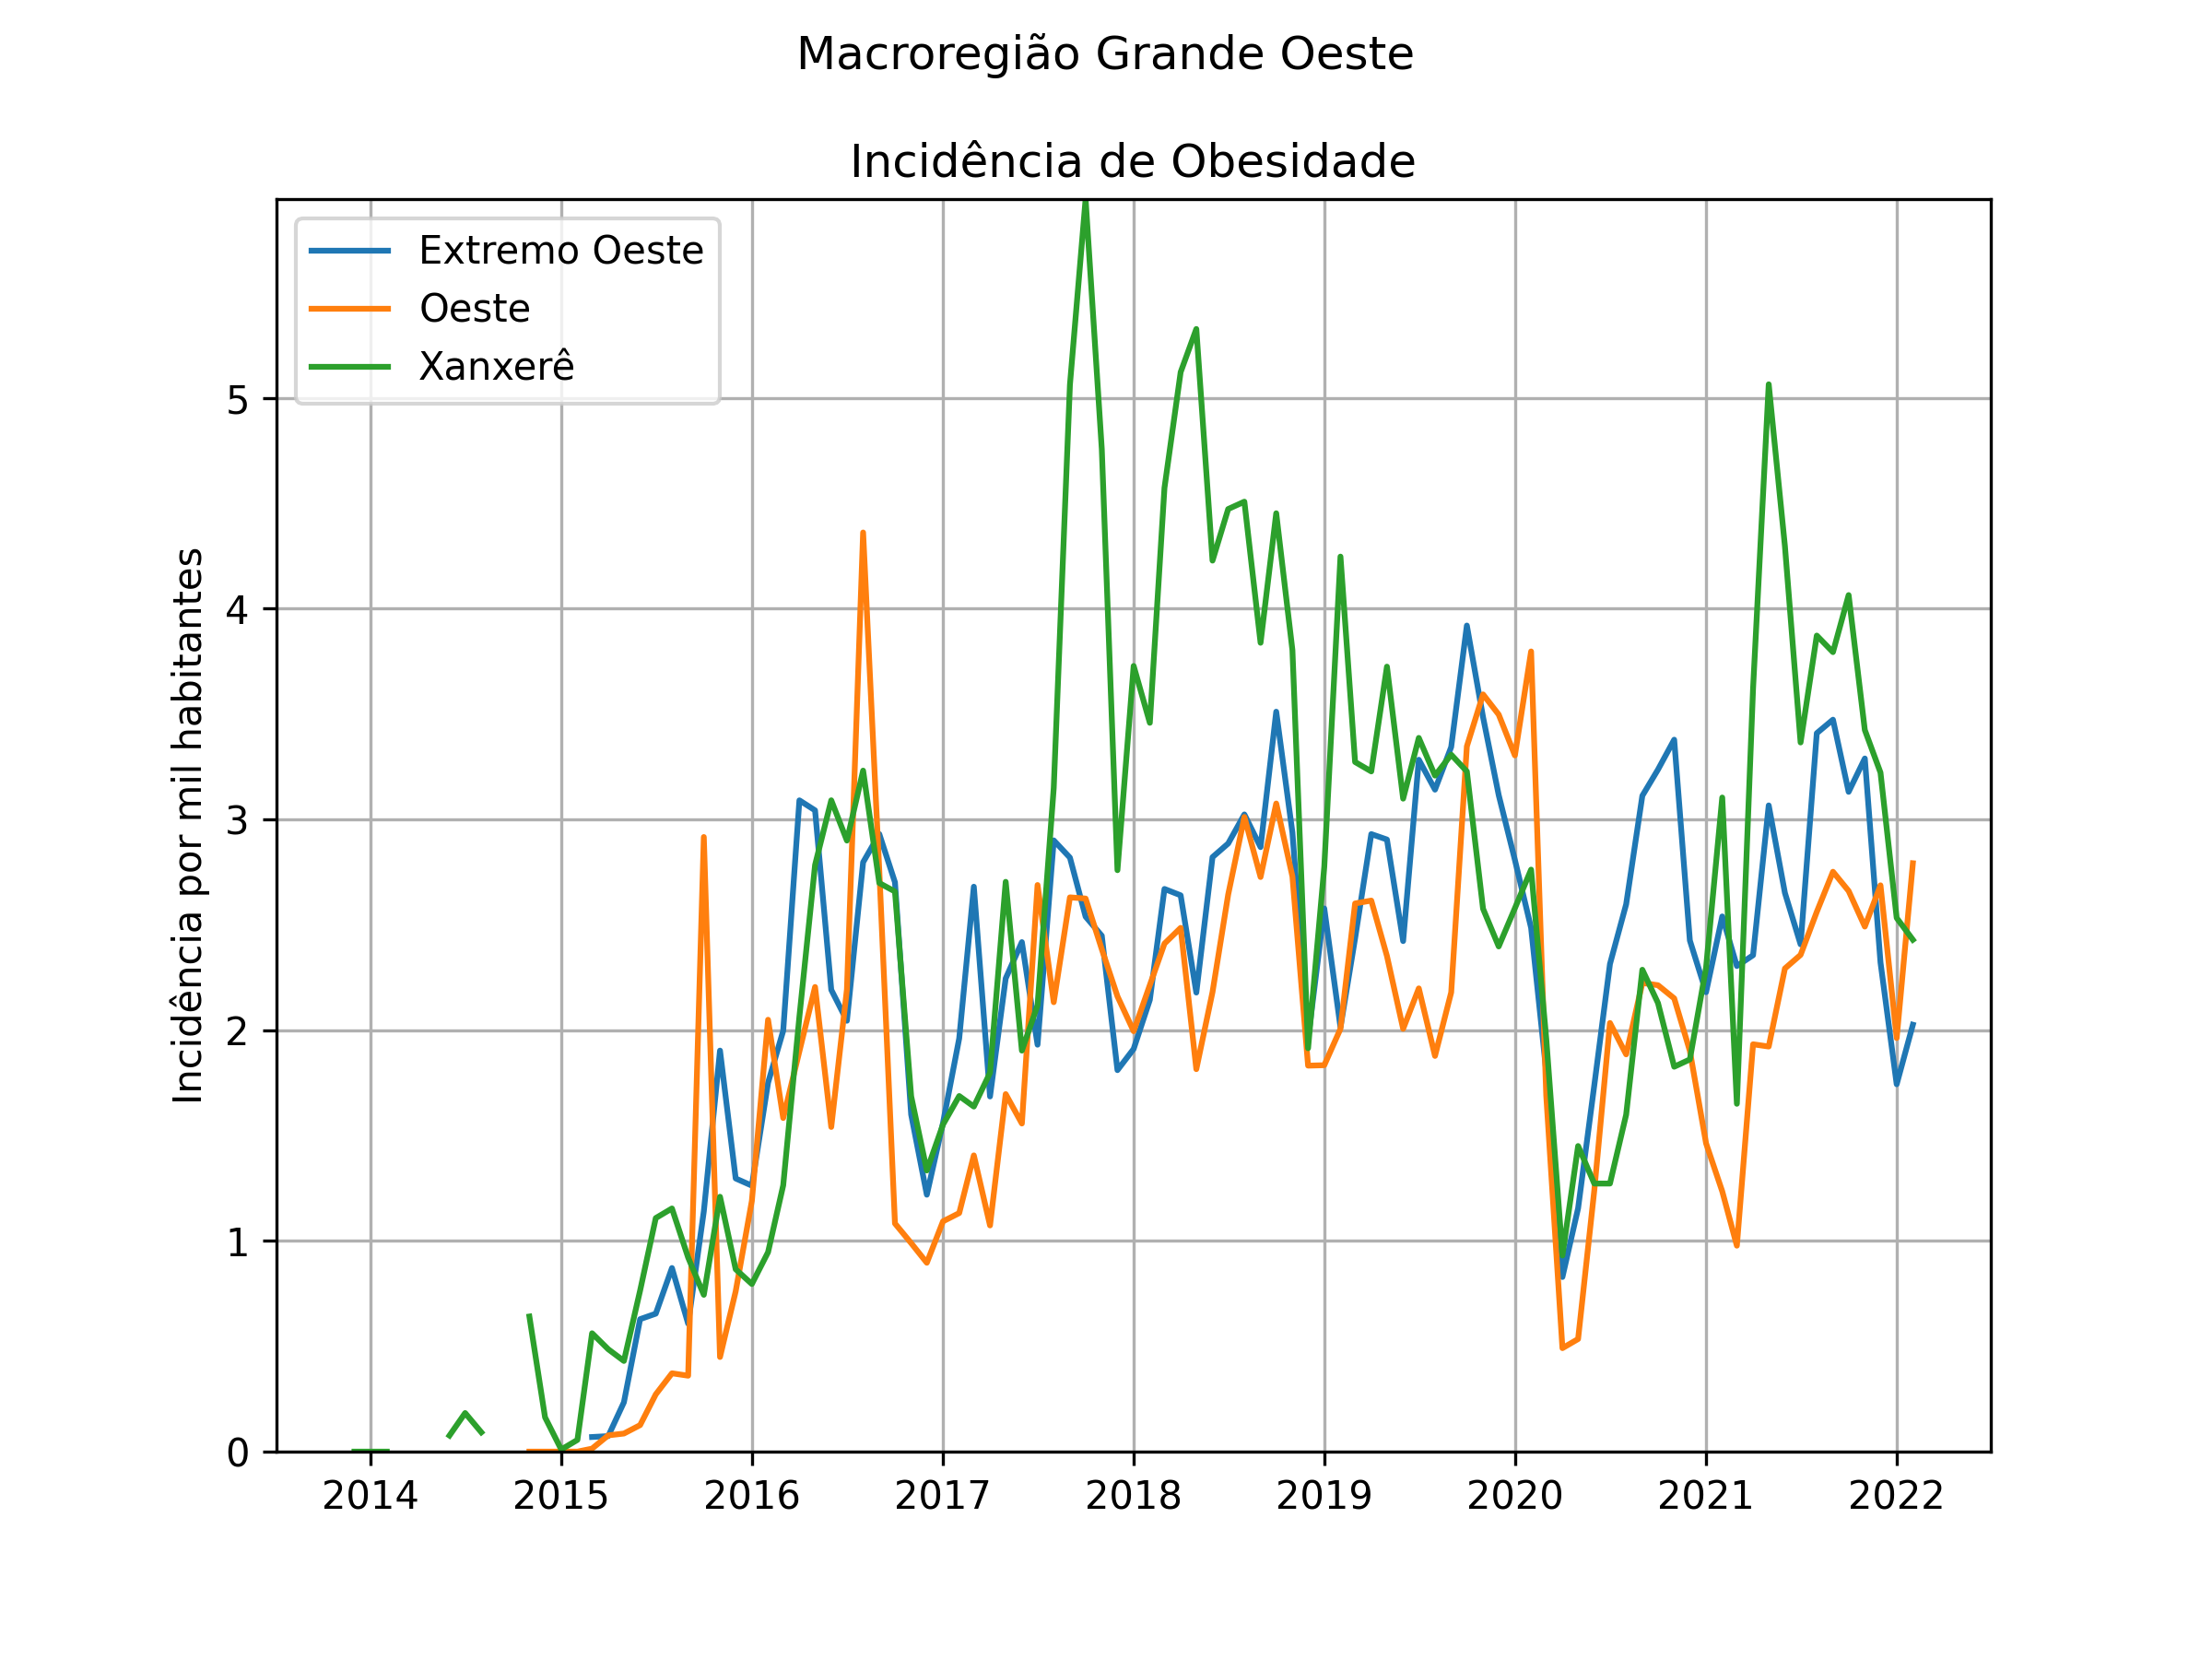 Macroregião Grande Oeste
Incidência de Obesidade
Extremo Oeste
Oeste
Xanxerê
Incidência por mil habitantes
5
4
3
2
1
0
2014 2015 2016 2017 2018 2019 2020 2021 2022